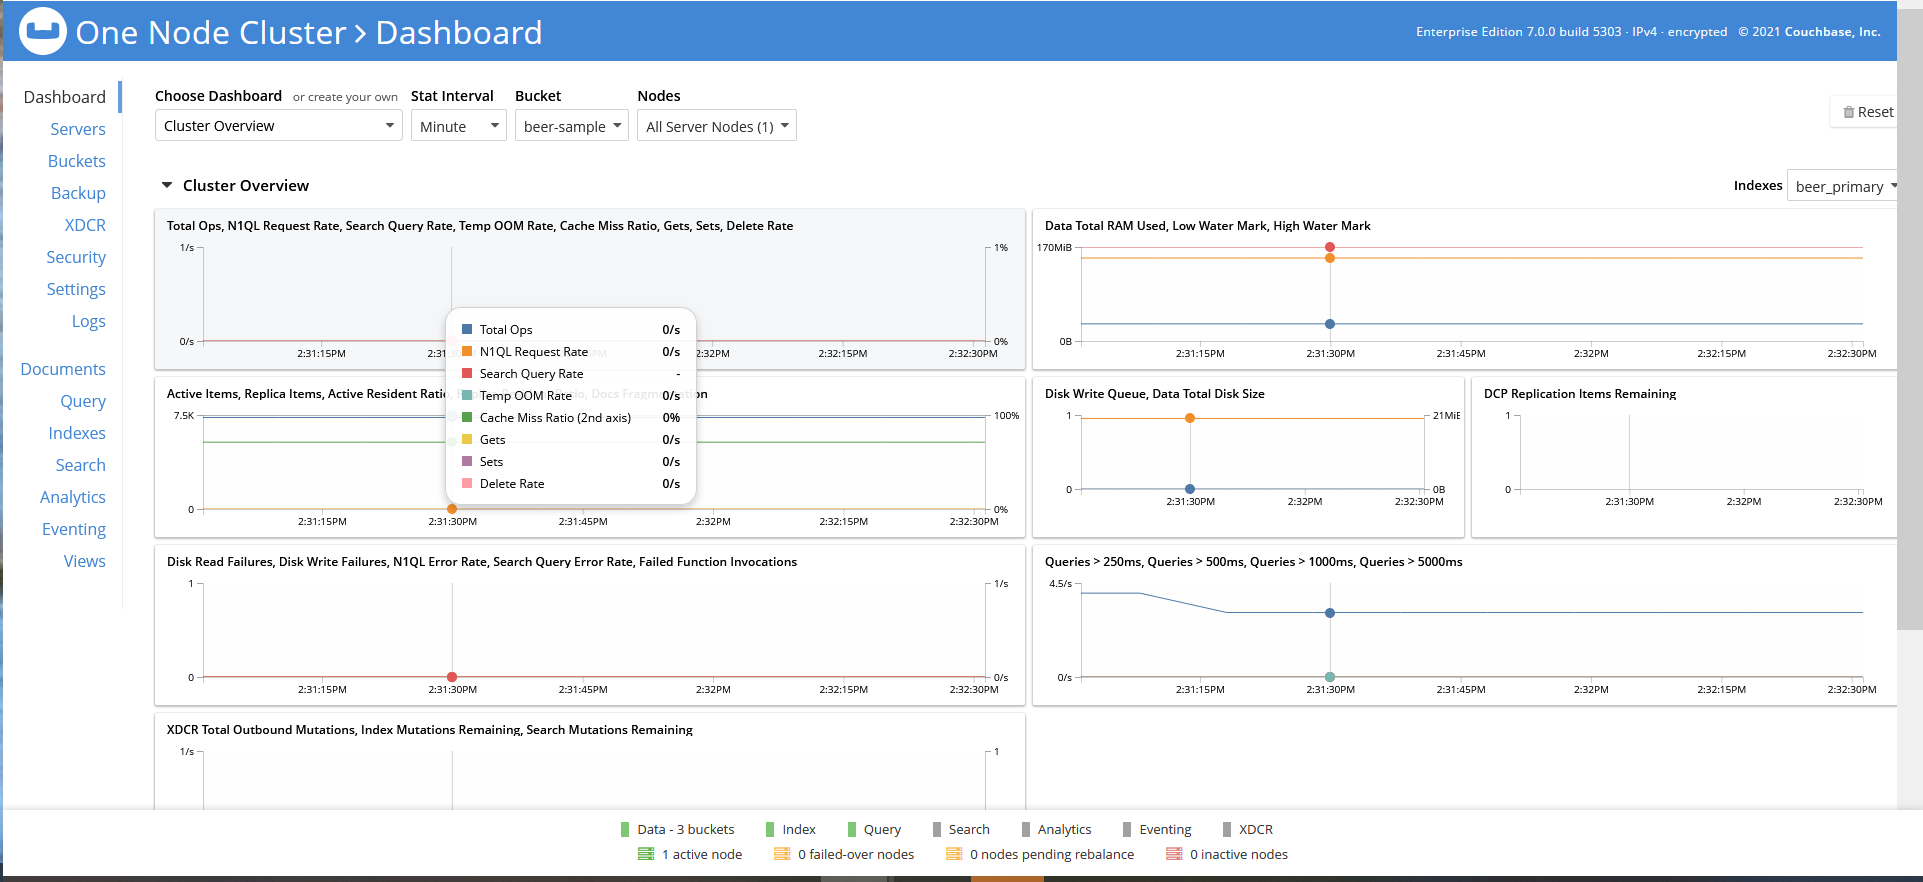 One Node Cluster > Dashboard
Enterprise Edition 7.0.0 build 5303 · IPv4 · encrypted © 2021 Couchbase, Inc.
Dashboard
Servers
Buckets
Backup
XDCR
Security
Settings
Logs
Documents
Query
Indexes
Search
Analytics
Eventing
Views
Choose Dashboard or create your own
Cluster Overview
Stat Interval
Minute
Bucket
beer-sample
Nodes
All Server Nodes (1)
Reset
Cluster Overview
Indexes
beer_primary
Total Ops, N1QL Request Rate, Search Query Rate, Temp OOM Rate, Cache Miss Ratio, Gets, Sets, Delete Rate
1/s
1%
0/s
0%
2:31:15PM 2:31:30 2:32PM 2:32:15PM 2:32:30PM
Total Ops 0/s
N1QL Request Rate 0/s
Search Query Rate -
Temp OOM Rate 0/s
Cache Miss Ratio (2nd axis) 0%
Gets 0/s
Sets 0/s
Delete Rate 0/s
Data Total RAM Used, Low Water Mark, High Water Mark
170MiB
0B
2:31:15PM 2:31:30PM 2:31:45PM 2:32PM 2:32:15PM 2:32:30PM
Active Items, Replica Items, Active Resident Ratio,
7.5K
100%
0
0%
2:31:15PM 2:31:30PM 2:31:45PM 2:32PM 2:32:15PM 2:32:30PM
Disk Write Queue, Data Total Disk Size
1
21MiE
0
0B
2:31:30PM 2:32PM 2:32:30PM
DCP Replication Items Remaining
1
0
2:31:30PM 2:32PM 2:32:30PM
Disk Read Failures, Disk Write Failures, N1QL Error Rate, Search Query Error Rate, Failed Function Invocations
1
1/s
0
0/s
2:31:15PM 2:31:30PM 2:31:45PM 2:32PM 2:32:15PM 2:32:30PM
Queries > 250ms, Queries > 500ms, Queries > 1000ms, Queries > 5000ms
4.5/s
0/s
2:31:15PM 2:31:30PM 2:31:45PM 2:32PM 2:32:15PM 2:32:30PM
XDCR Total Outbound Mutations, Index Mutations Remaining, Search Mutations Remaining
1/s
1
Data - 3 buckets Index Query Search Analytics Eventing XDCR
1 active node 0 failed-over nodes 0 nodes pending rebalance 0 inactive nodes